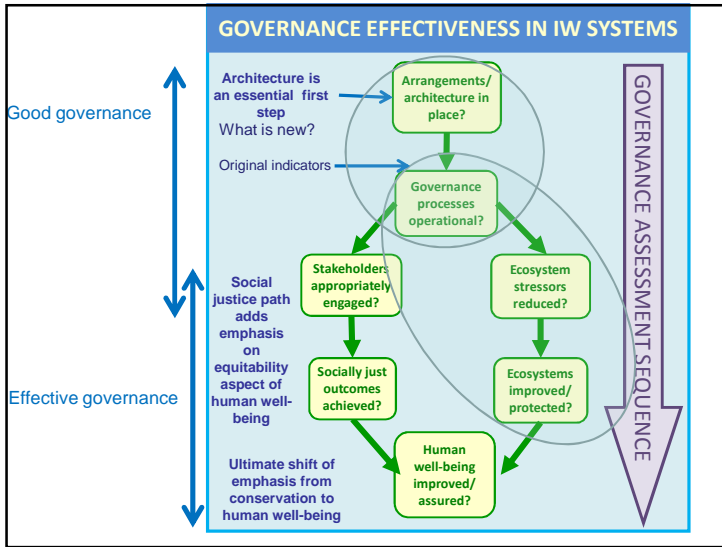 GOVERNANCE EFFECTIVENESS IN IW SYSTEMS
Good governance
Architecture is
an essential first
step
What is new?
Original indicators
Arrangements/
architecture in
place?
Governance
processes
operational?
Stakeholders
appropriately
engaged?
Ecosystem
stressors
reduced?
Social
justice path
adds
emphasis
on
equitability
aspect of
human well-
being
Effective governance
Socially just
outcomes
achieved?
Ecosystems
improved/
protected?
Ultimate shift of
emphasis from
conservation to
human well-being
Human
well-being
improved/
assured?
GOVERNANCE ASSESSMENT SEQUENCE